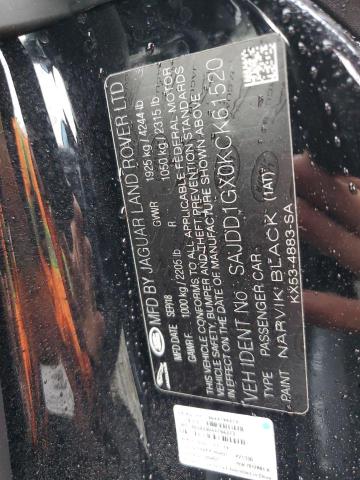 MFD BY JAGUAR LAND ROVER LTD
MFD DATE SEP/18 GVWR 1925 kg / 4244 lb
GAWR F 1000 kg / 2205 lb R 1050 kg / 2315 lb
THIS VEHICLE CONFORMS TO ALL APPLICABLE FEDERAL MOTOR
VEHICLE SAFETY, BUMPER AND THEFT PREVENTION STANDARDS
IN EFFECT ON THE DATE OF MANUFACTURE SHOWN ABOVE
VEH IDENT No SAJDD1GX0KCK61520
TYPE PASSENGER CAR
PAINT NARVIK BLACK (1AT)
KX53-4883-SA